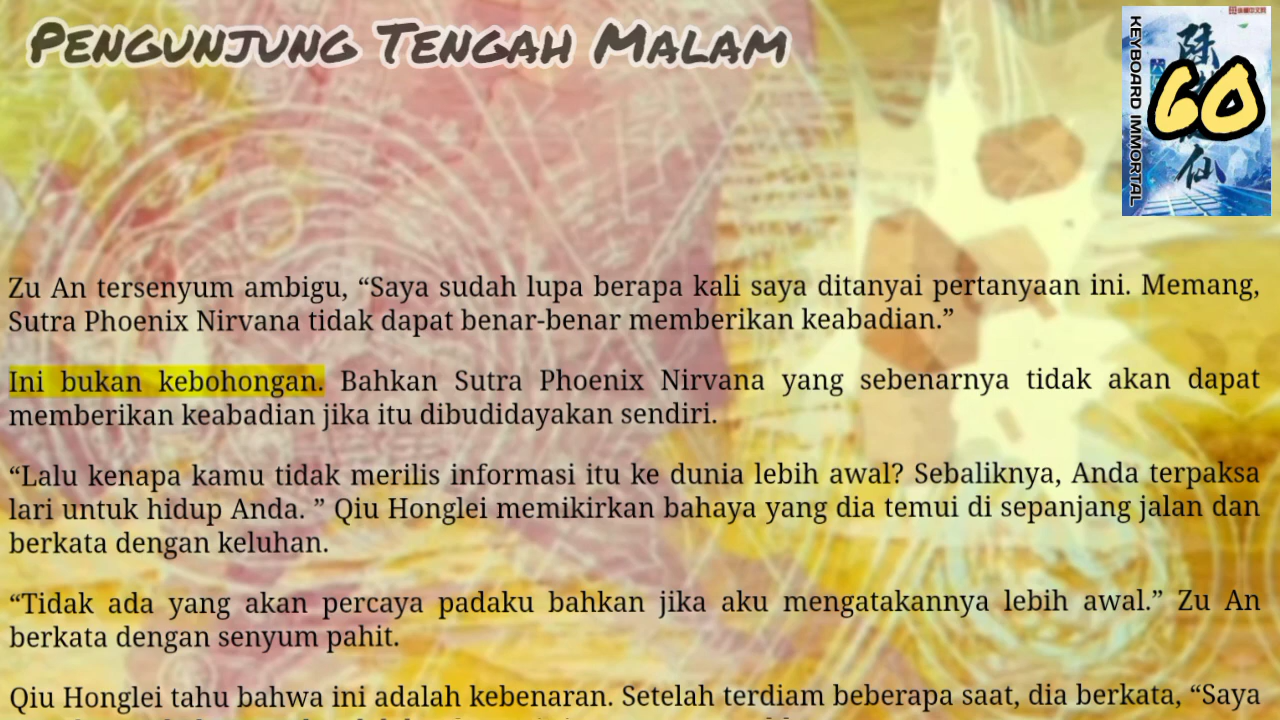 Pengunjung Tengah Malam
KEYBOARD IMMORTAL
60
仙
Zu An tersenyum ambigu, “Saya sudah lupa berapa kali saya ditanyai pertanyaan ini. Memang,
Sutra Phoenix Nirvana tidak dapat benar-benar memberikan keabadian.”
Ini bukan kebohongan. Bahkan Sutra Phoenix Nirvana yang sebenarnya tidak akan dapat
memberikan keabadian jika itu dibudidayakan sendiri.
“Lalu kenapa kamu tidak merilis informasi itu ke dunia lebih awal? Sebaliknya, Anda terpaksa
lari untuk hidup Anda. ” Qiu Honglei memikirkan bahaya yang dia temui di sepanjang jalan dan
berkata dengan keluhan.
“Tidak ada yang akan percaya padaku bahkan jika aku mengatakannya lebih awal.” Zu An
berkata dengan senyum pahit.
Qiu Honglei tahu bahwa ini adalah kebenaran. Setelah terdiam beberapa saat, dia berkata, “Saya